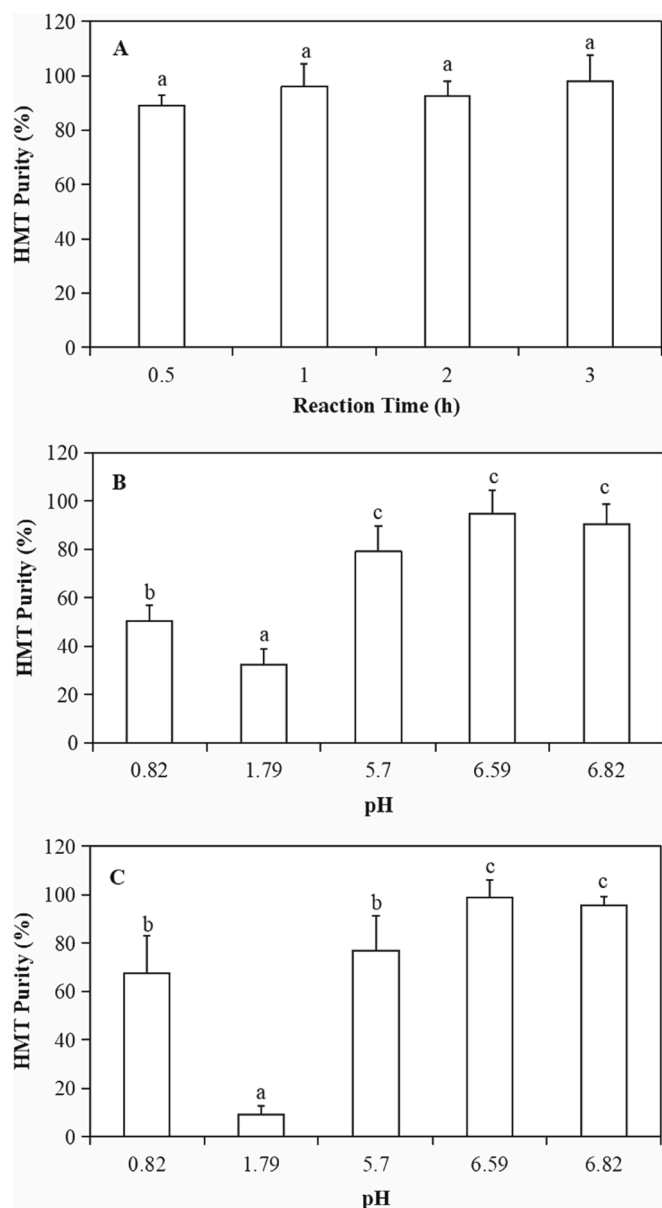 A
HMT Purity (%)
120
100
80
60
40
20
0
a a a a
0.5 1 2 3
Reaction Time (h)
B
HMT Purity (%)
120
100
80
60
40
20
0
b a c c c
0.82 1.79 5.7 6.59 6.82
pH
C
HMT Purity (%)
120
100
80
60
40
20
0
b a b c c
0.82 1.79 5.7 6.59 6.82
pH